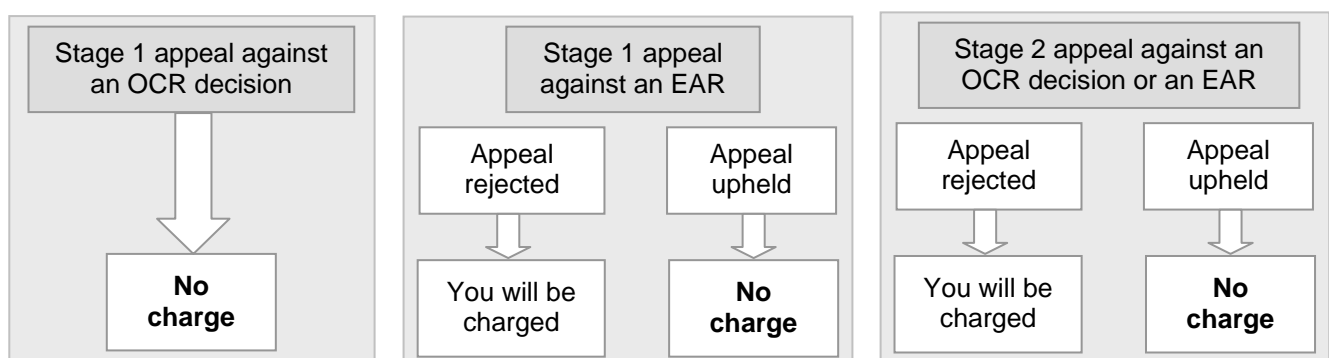 Stage 1 appeal against
an OCR decision
No
charge
Stage 1 appeal
against an EAR
Appeal
rejected
Appeal
upheld
You will be
charged
No
charge
Stage 2 appeal against an
OCR decision or an EAR
Appeal
rejected
Appeal
upheld
You will be
charged
No
charge